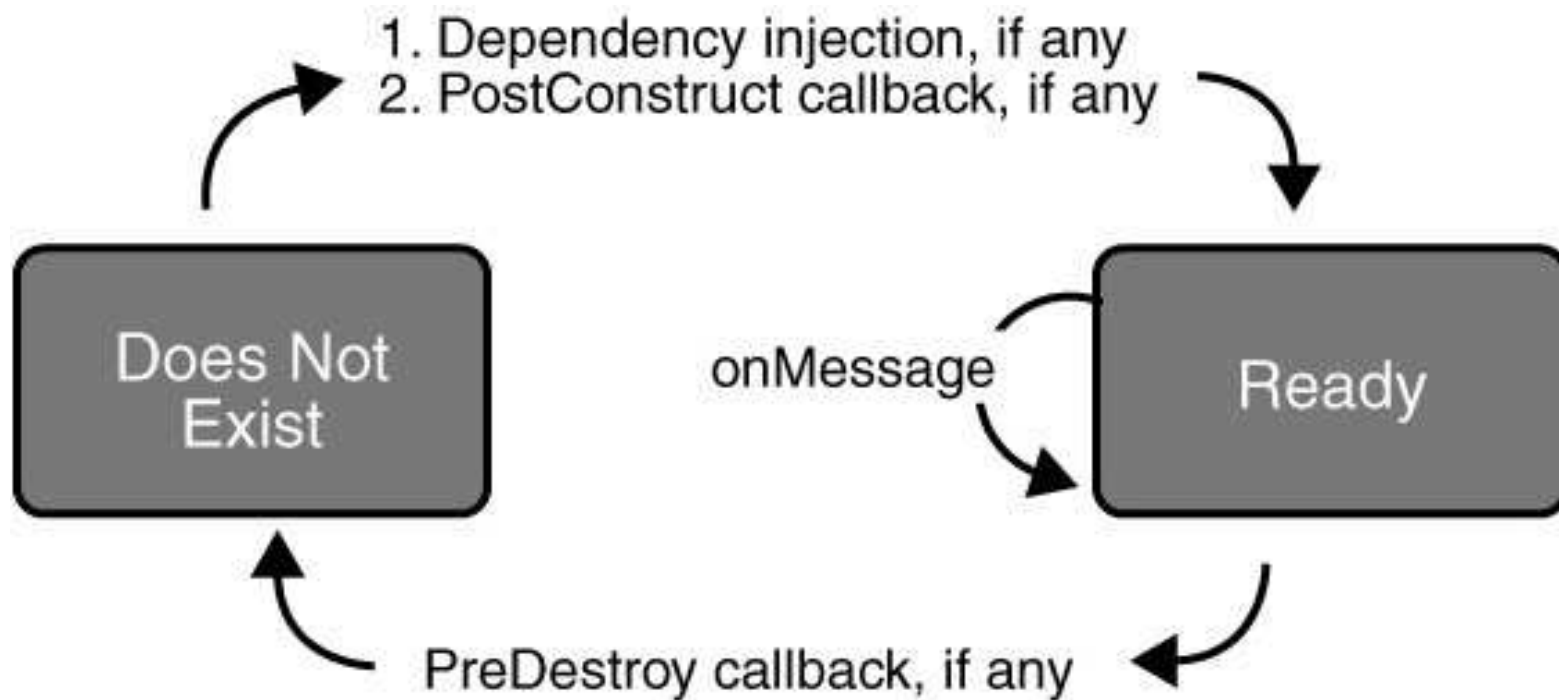 1. Dependency injection, if any
2. PostConstruct callback, if any
Does Not
Exist
onMessage
Ready
PreDestroy callback, if any